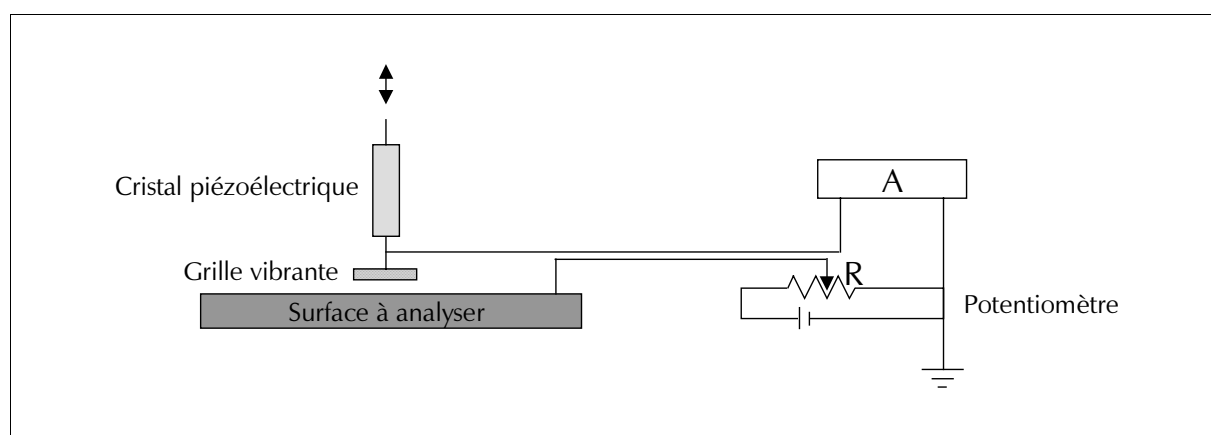 Cristal piézoélectrique
A
Grille vibrante
R
Surface à analyser
Potentiomètre